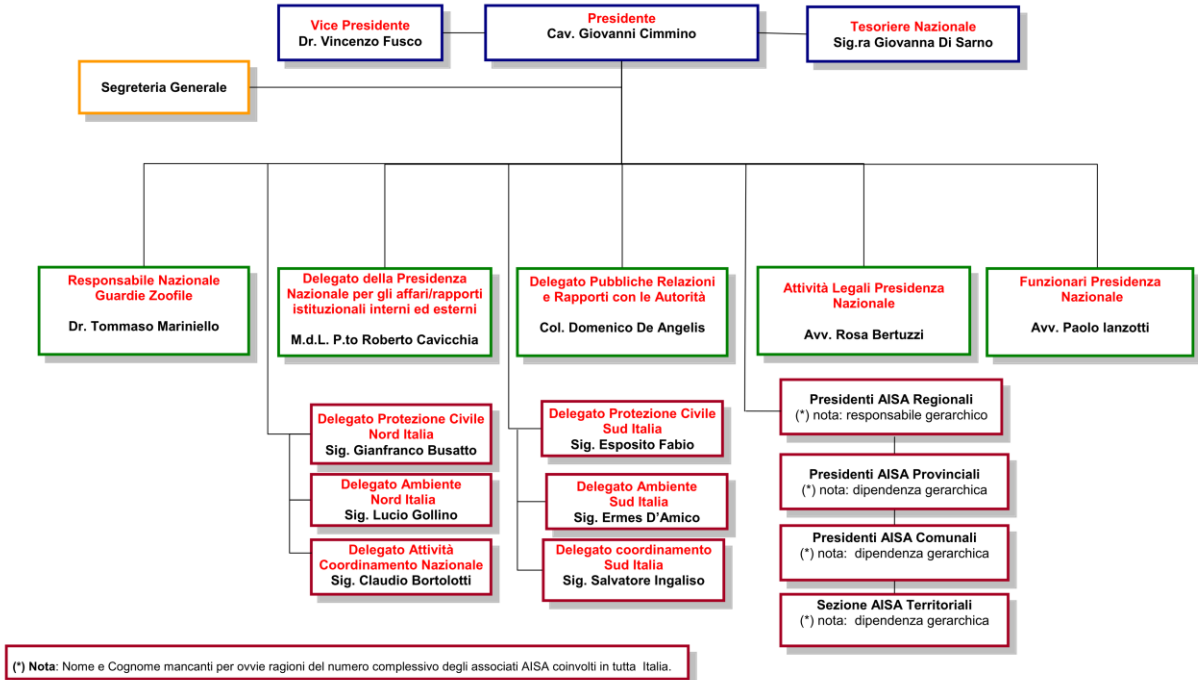 Vice Presidente
Dr. Vincenzo Fusco
Presidente
Cav. Giovanni Cimmino
Tesoriere Nazionale
Sig.ra Giovanna Di Sarno
Segreteria Generale
Responsabile Nazionale
Guardie Zoofile
Dr. Tommaso Mariniello
Delegato della Presidenza
Nazionale per gli affari/rapporti
istituzionali interni ed esterni
M.d.L. P.to Roberto Cavicchia
Delegato Pubbliche Relazioni
e Rapporti con le Autorità
Col. Domenico De Angelis
Attività Legali Presidenza
Nazionale
Avv. Rosa Bertuzzi
Funzionari Presidenza
Nazionale
Avv. Paolo Ianzotti
Delegato Protezione Civile
Nord Italia
Sig. Gianfranco Busatto
Delegato Ambiente
Nord Italia
Sig. Lucio Gollino
Delegato Attività
Coordinamento Nazionale
Sig. Claudio Bortolotti
Delegato Protezione Civile
Sud Italia
Sig. Esposito Fabio
Delegato Ambiente
Sud Italia
Sig. Ermes D'Amico
Delegato coordinamento
Sud Italia
Sig. Salvatore Ingaliso
Presidenti AISA Regionali
(*) nota: responsabile gerarchico
Presidenti AISA Provinciali
(*) nota: dipendenza gerarchica
Presidenti AISA Comunali
(*) nota: dipendenza gerarchica
Sezione AISA Territoriali
(*) nota: dipendenza gerarchica
(*) Nota: Nome e Cognome mancanti per ovvie ragioni del numero complessivo degli associati AISA coinvolti in tutta Italia.